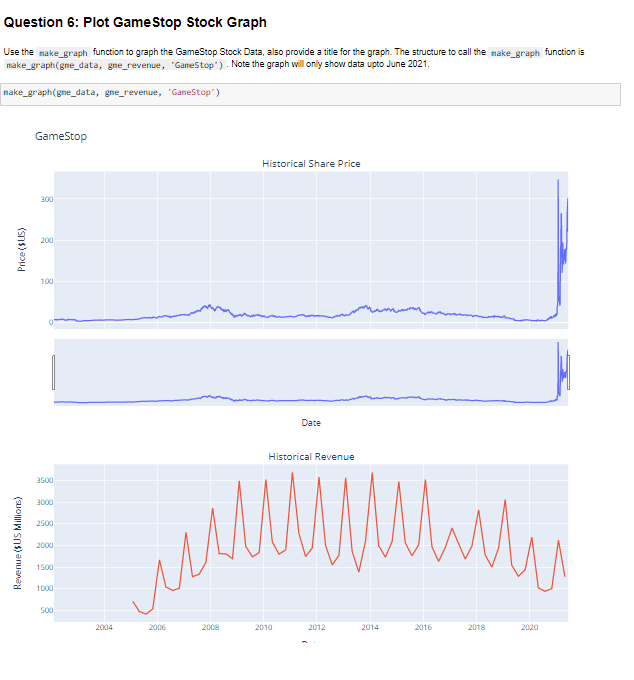 Question 6: Plot GameStop Stock Graph
Use the make_graph function to graph the GameStop Stock Data, also provide a title for the graph. The structure to call the make_graph function is
make_graph(gme_data, gme_revenue, 'GameStop') . Note the graph will only show data upto June 2021.
make_graph(gme_data, gme_revenue, 'GameStop')
GameStop
Historical Share Price
300
200
100
0
Price ($US)
Date
Historical Revenue
3500
3000
2500
2000
1500
1000
500
Revenue ($US Millions)
2004 2006 2008 2010 2012 2014 2016 2018 2020